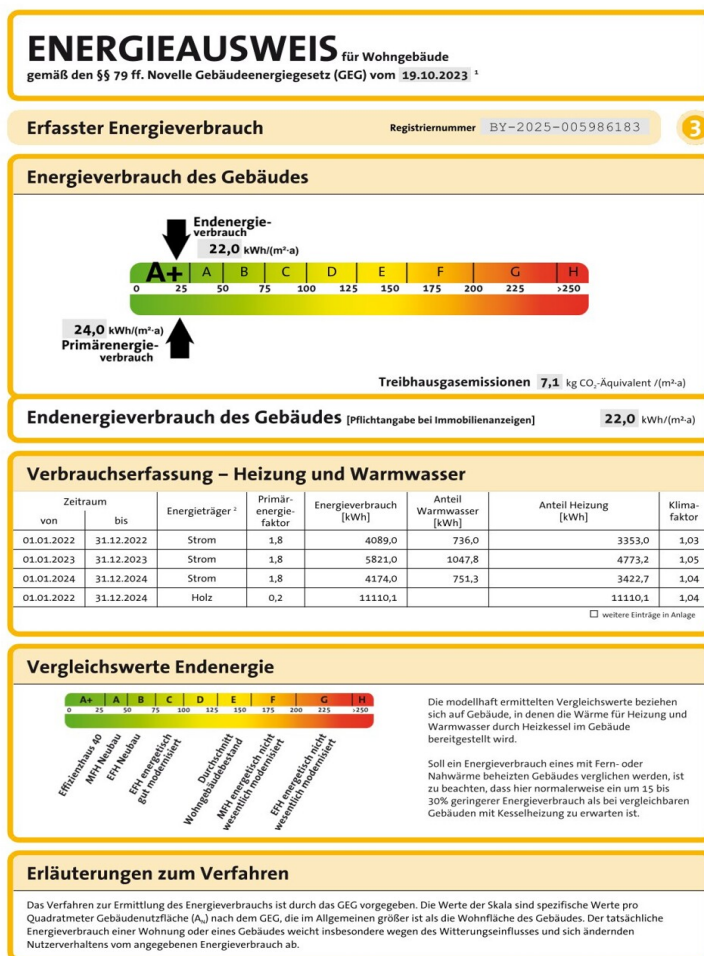 ENERGIEAUSWEIS für Wohngebäude
gemäß den §§ 79 ff. Novelle Gebäudeenergiegesetz (GEG) vom 19.10.2023 ¹
Erfasster Energieverbrauch Registriernummer BY-2025-005986183 3
Energieverbrauch des Gebäudes
Endenergie-
verbrauch
22,0 kWh/(m²·a)
A+ A B C D E F G H
0 25 50 75 100 125 150 175 200 225 >250
24,0 kWh/(m²·a)
Primärenergie-
verbrauch
Treibhausgasemissionen 7,1 kg CO₂-Äquivalent /(m²·a)
Endenergieverbrauch des Gebäudes [Pflichtangabe bei Immobilienanzeigen] 22,0 kWh/(m²·a)
Verbrauchserfassung – Heizung und Warmwasser
Zeitraum
von bis
Energieträger ²
Primär-
energie-
faktor
Energieverbrauch
[kWh]
Anteil
Warmwasser
[kWh]
Anteil Heizung
[kWh]
Klima-
faktor
01.01.2022 31.12.2022 Strom 1,8 4089,0 736,0 3353,0 1,03
01.01.2023 31.12.2023 Strom 1,8 5821,0 1047,8 4773,2 1,05
01.01.2024 31.12.2024 Strom 1,8 4174,0 751,3 3422,7 1,04
01.01.2022 31.12.2024 Holz 0,2 11110,1 11110,1 1,04
☐ weitere Einträge in Anlage
Vergleichswerte Endenergie
A+ A B C D E F G H
0 25 50 75 100 125 150 175 200 225 >250
Effizienzhaus 40
MFH Neubau
EFH Neubau
EFH energetisch
gut modernisiert
Durchschnitt
Wohngebäudebestand
MFH energetisch nicht
wesentlich modernisiert
EFH energetisch nicht
wesentlich modernisiert
Die modellhaft ermittelten Vergleichswerte beziehen
sich auf Gebäude, in denen die Wärme für Heizung und
Warmwasser durch Heizkessel im Gebäude
bereitgestellt wird.
Soll ein Energieverbrauch eines mit Fern- oder
Nahwärme beheizten Gebäudes verglichen werden, ist
zu beachten, dass hier normalerweise ein um 15 bis
30% geringerer Energieverbrauch als bei vergleichbaren
Gebäuden mit Kesselheizung zu erwarten ist.
Erläuterungen zum Verfahren
Das Verfahren zur Ermittlung des Energieverbrauchs ist durch das GEG vorgegeben. Die Werte der Skala sind spezifische Werte pro
Quadratmeter Gebäudenutzfläche (Aₙ) nach dem GEG, die im Allgemeinen größer ist als die Wohnfläche des Gebäudes. Der tatsächliche
Energieverbrauch einer Wohnung oder eines Gebäudes weicht insbesondere wegen des Witterungseinflusses und sich ändernden
Nutzerverhaltens vom angegebenen Energieverbrauch ab.